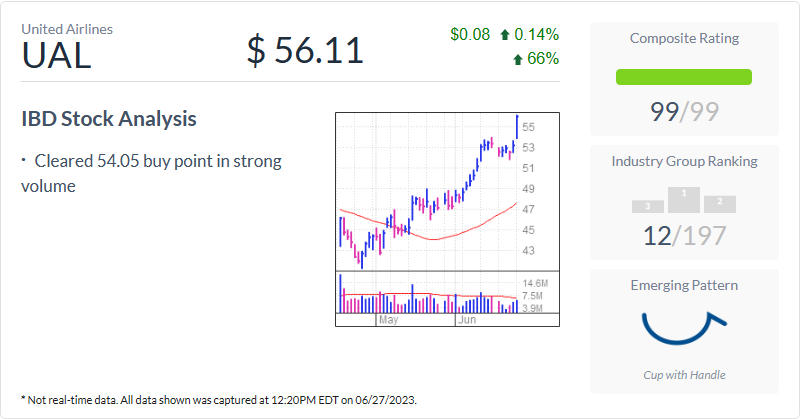 United Airlines
UAL
$ 56.11
$0.08 0.14%
66%
IBD Stock Analysis
· Cleared 54.05 buy point in strong
volume
55
53
51
49
47
45
43
14.6M
7.5M
3.9M
May Jun
Composite Rating
99/99
Industry Group Ranking
3 1 2
12/197
Emerging Pattern
Cup with Handle
* Not real-time data. All data shown was captured at 12:20PM EDT on 06/27/2023.